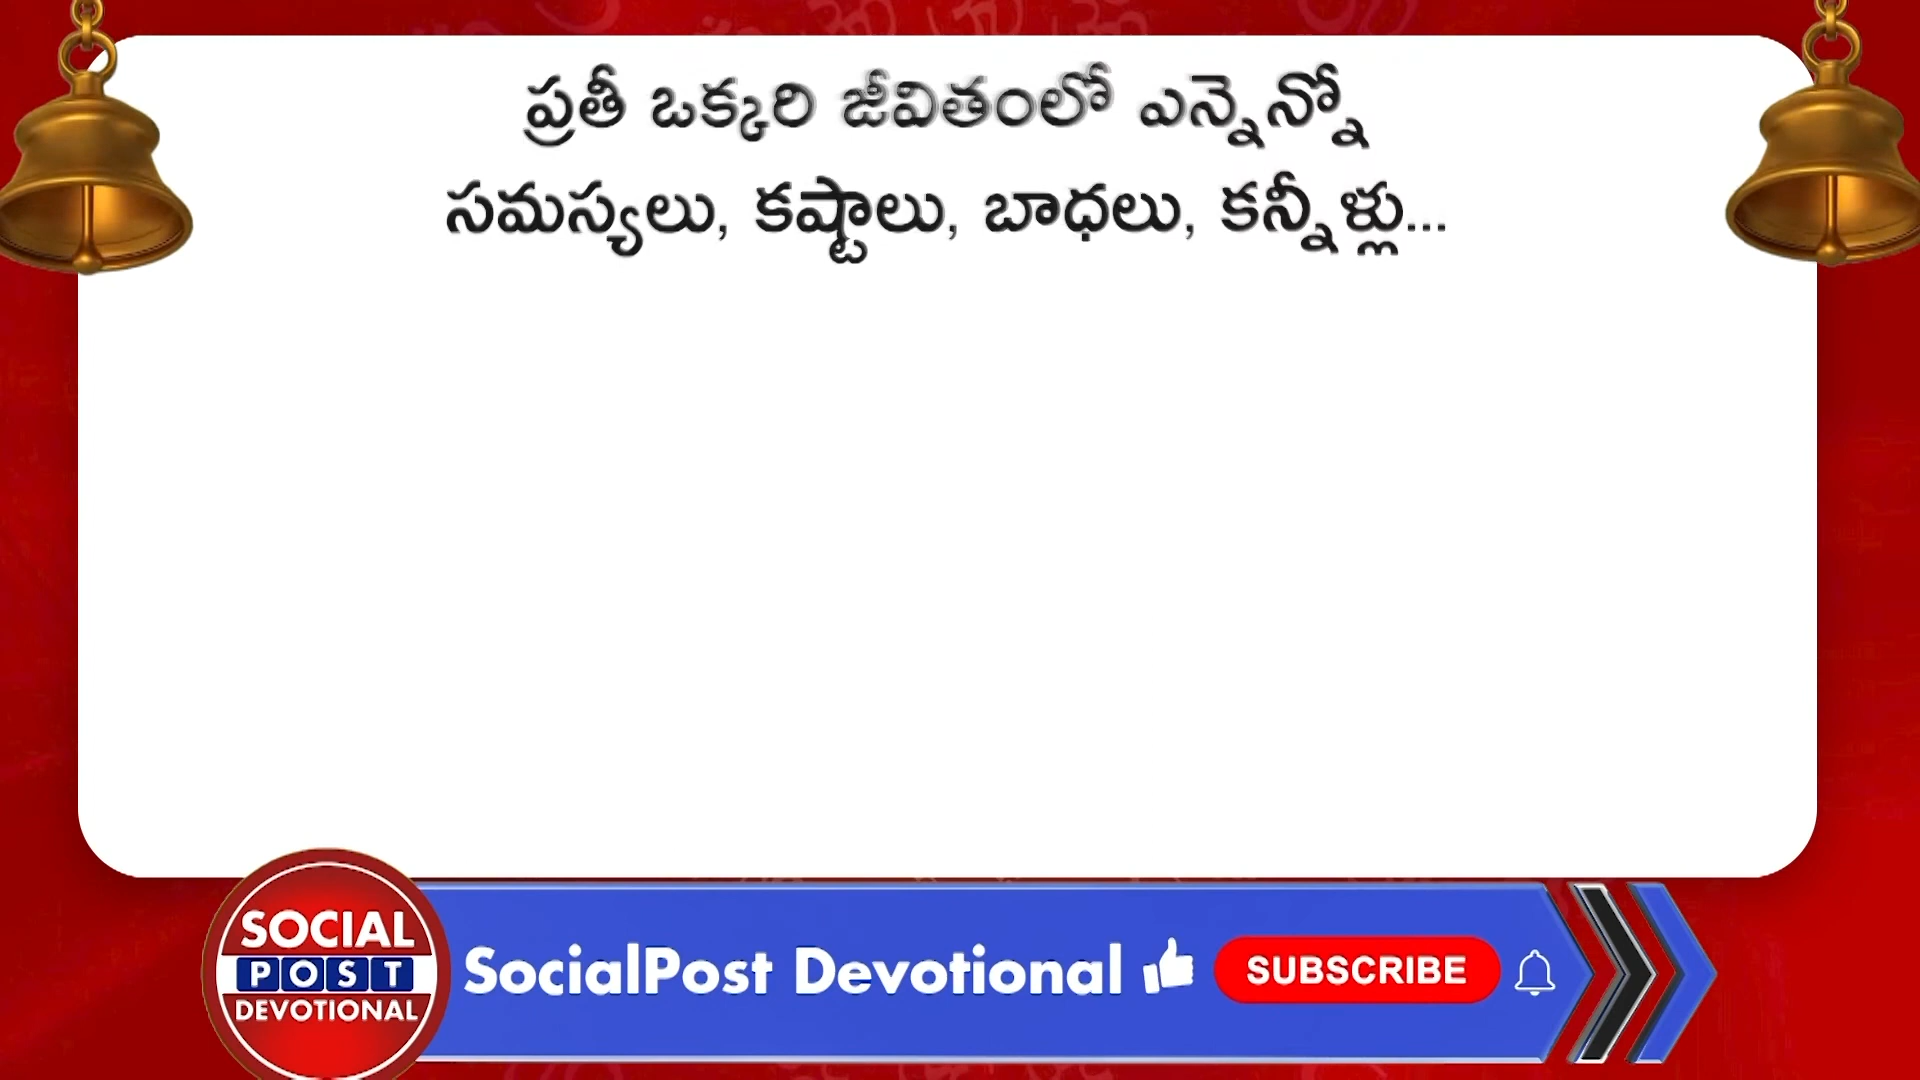 ప్రతీ ఒక్కరి జీవితంలో ఎన్నెన్నో
సమస్యలు, కష్టాలు, బాధలు, కన్నీళ్లు...
SOCIAL
POST
DEVOTIONAL
SocialPost Devotional
SUBSCRIBE